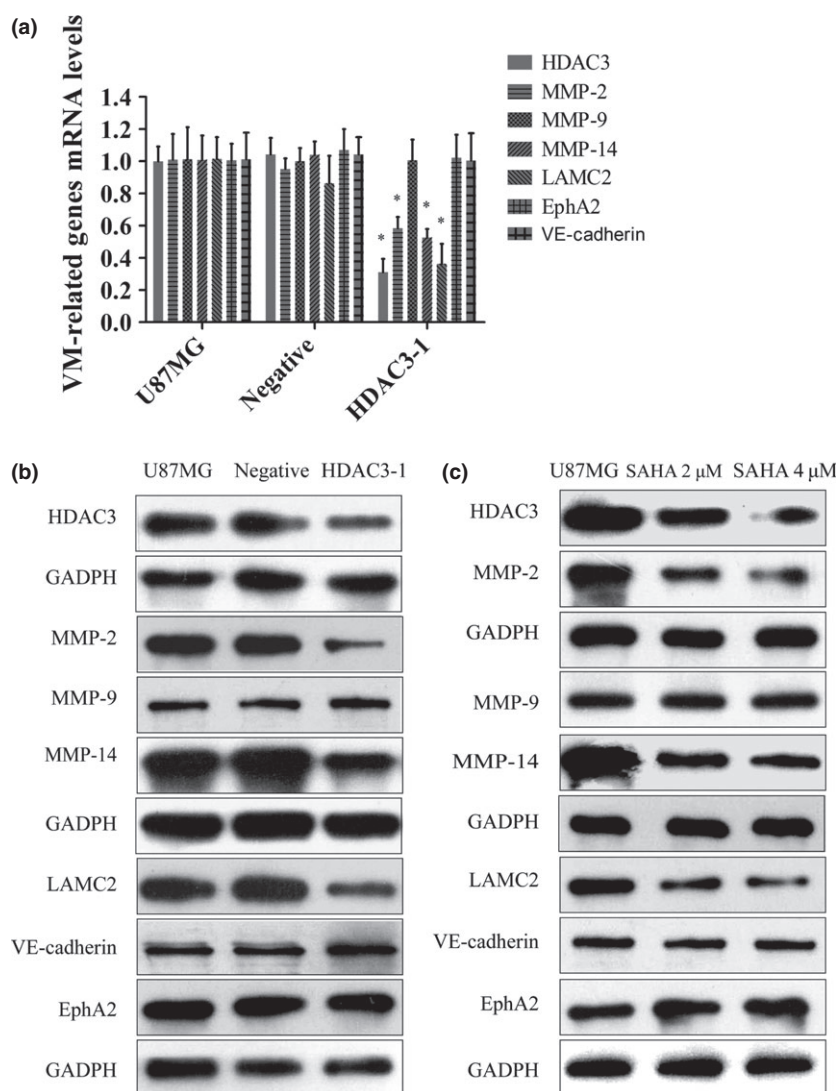 (a)
VM-related genes mRNA levels
1.4
1.2
1.0
0.8
0.6
0.4
0.2
0.0
* * * *
U87MG
Negative
HDAC3-1
HDAC3
MMP-2
MMP-9
MMP-14
LAMC2
EphA2
VE-cadherin
(b)
U87MG Negative HDAC3-1
HDAC3
GADPH
MMP-2
MMP-9
MMP-14
GADPH
LAMC2
VE-cadherin
EphA2
GADPH
(c)
U87MG SAHA 2 μM SAHA 4 μM
HDAC3
MMP-2
GADPH
MMP-9
MMP-14
GADPH
LAMC2
VE-cadherin
EphA2
GADPH